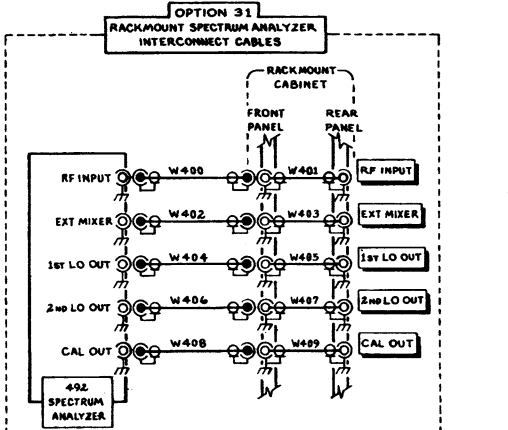 OPTION 31
RACKMOUNT SPECTRUM ANALYZER
INTERCONNECT CABLES
RACKMOUNT
CABINET
FRONT
PANEL
REAR
PANEL
RF INPUT W400 W401 RF INPUT
EXT MIXER W402 W403 EXT MIXER
1ST LO OUT W404 W405 1ST LO OUT
2ND LO OUT W406 W407 2ND LO OUT
CAL OUT W408 W409 CAL OUT
492
SPECTRUM
ANALYZER